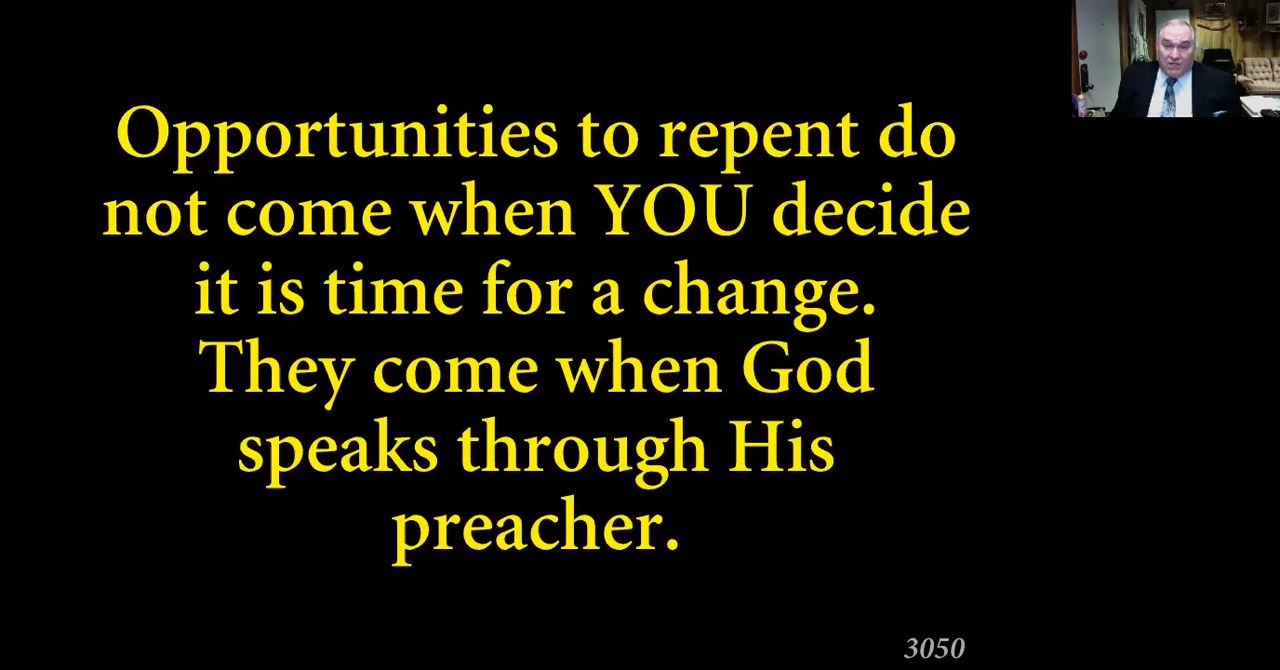 Opportunities to repent do
not come when YOU decide
it is time for a change.
They come when God
speaks through His
preacher.
3050